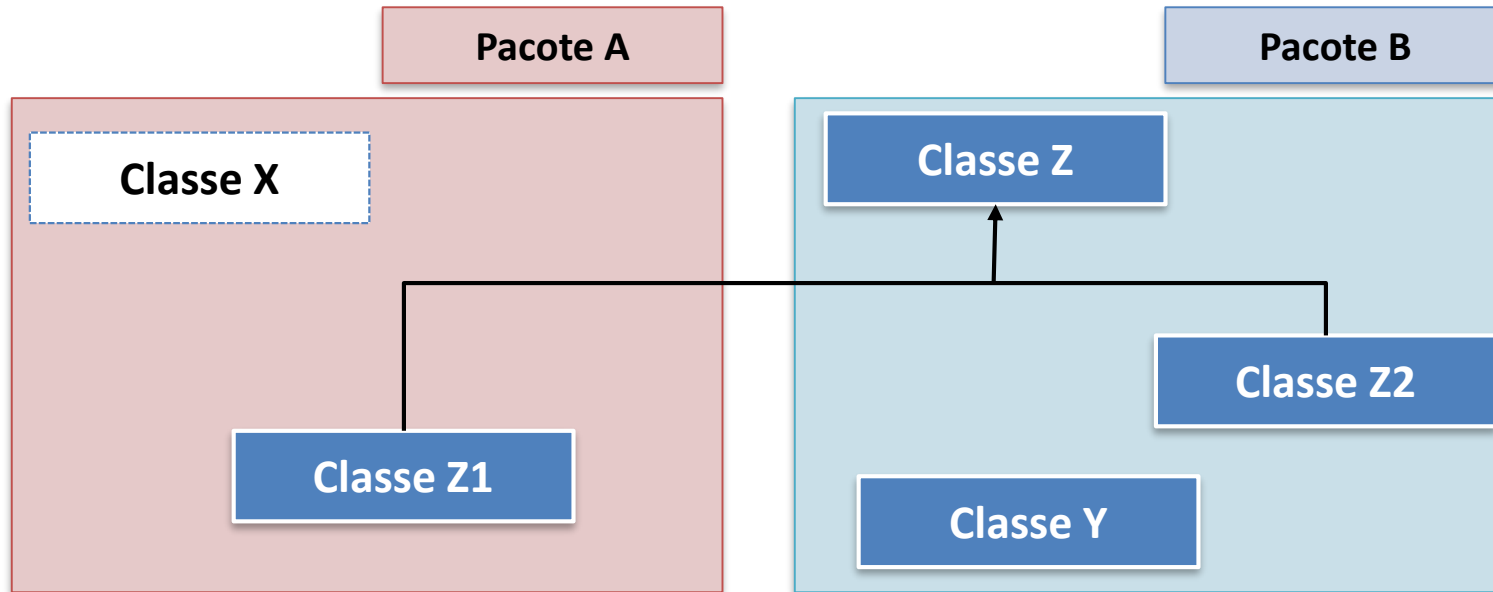 Pacote A
Pacote B
Classe X
Classe Z
Classe Z2
Classe Z1
Classe Y